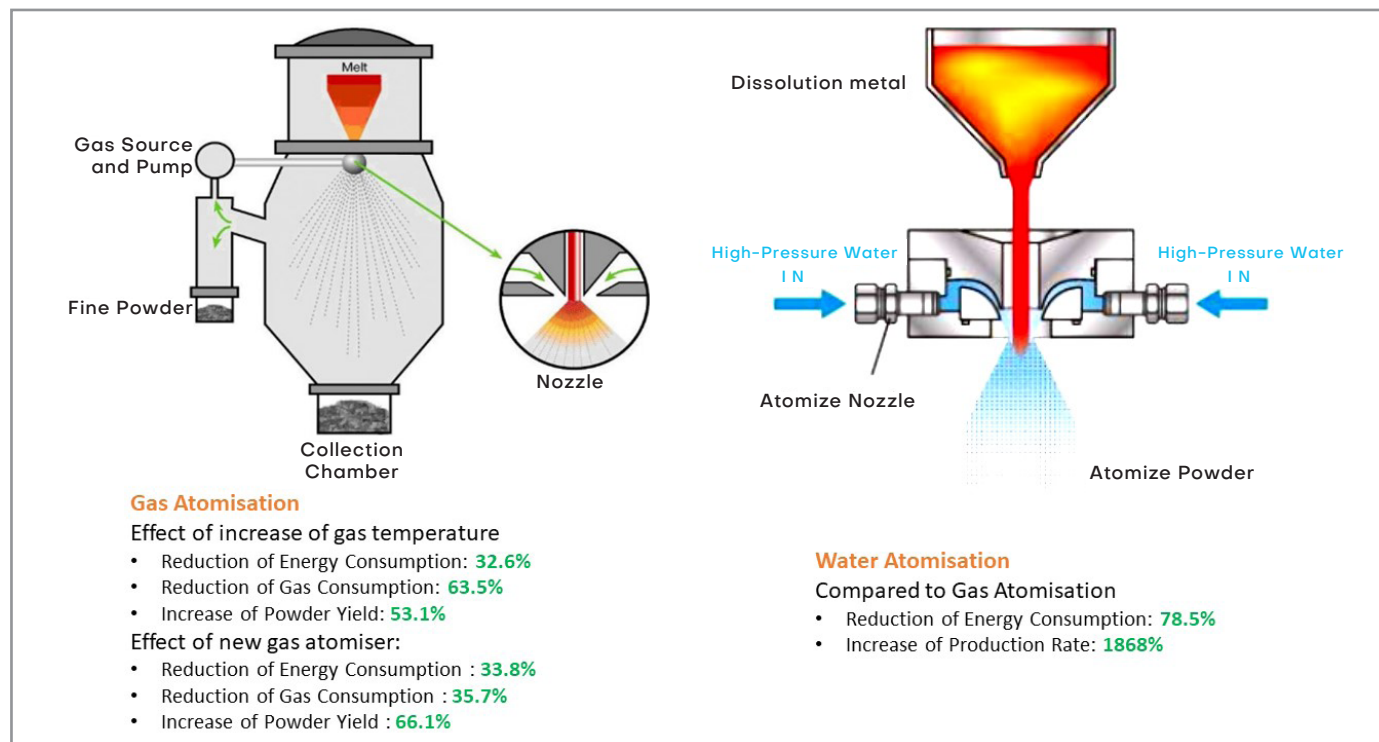 Melt
Gas Source
and Pump
Fine Powder
Nozzle
Collection
Chamber
Gas Atomisation
Effect of increase of gas temperature
• Reduction of Energy Consumption: 32.6%
• Reduction of Gas Consumption: 63.5%
• Increase of Powder Yield: 53.1%
Effect of new gas atomiser:
• Reduction of Energy Consumption : 33.8%
• Reduction of Gas Consumption : 35.7%
• Increase of Powder Yield : 66.1%
Dissolution metal
High-Pressure Water
I N
High-Pressure Water
I N
Atomize Nozzle
Atomize Powder
Water Atomisation
Compared to Gas Atomisation
• Reduction of Energy Consumption: 78.5%
• Increase of Production Rate: 1868%